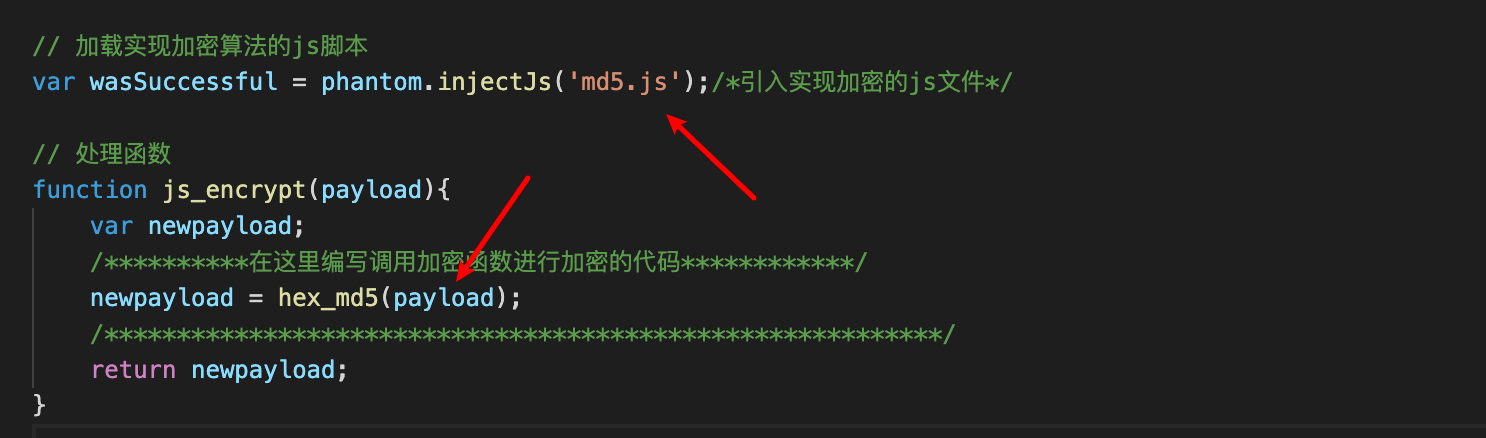 // 加载实现加密算法的js脚本
var wasSuccessful = phantom.injectJs('md5.js');/*引入实现加密的js文件*/
// 处理函数
function js_encrypt(payload){
var newpayload;
/**********在这里编写调用加密函数进行加密的代码************/
newpayload = hex_md5(payload);
/**********************************************************/
return newpayload;
}